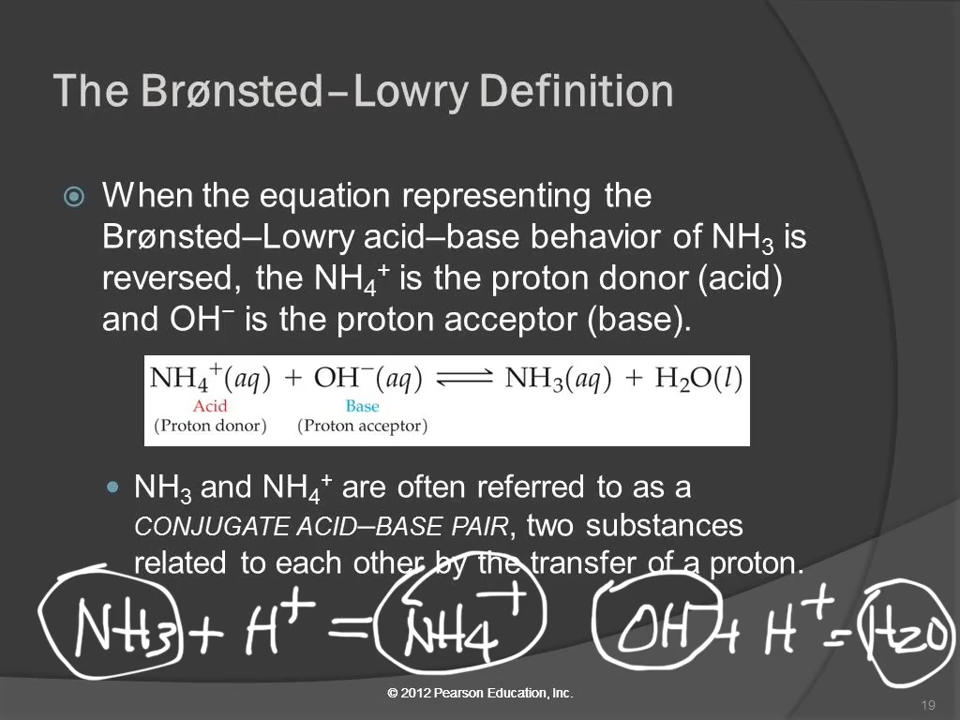 The Brønsted–Lowry Definition
When the equation representing the
Brønsted–Lowry acid–base behavior of NH₃ is
reversed, the NH₄⁺ is the proton donor (acid)
and OH⁻ is the proton acceptor (base).
NH₄⁺(aq) + OH⁻(aq) ⇌ NH₃(aq) + H₂O(l)
Acid Base
(Proton donor) (Proton acceptor)
NH₃ and NH₄⁺ are often referred to as a
CONJUGATE ACID–BASE PAIR, two substances
related to each other by the transfer of a proton.
NH3 + H⁺ = NH4⁺ OH⁻ + H⁺ = H2O
© 2012 Pearson Education, Inc.
19